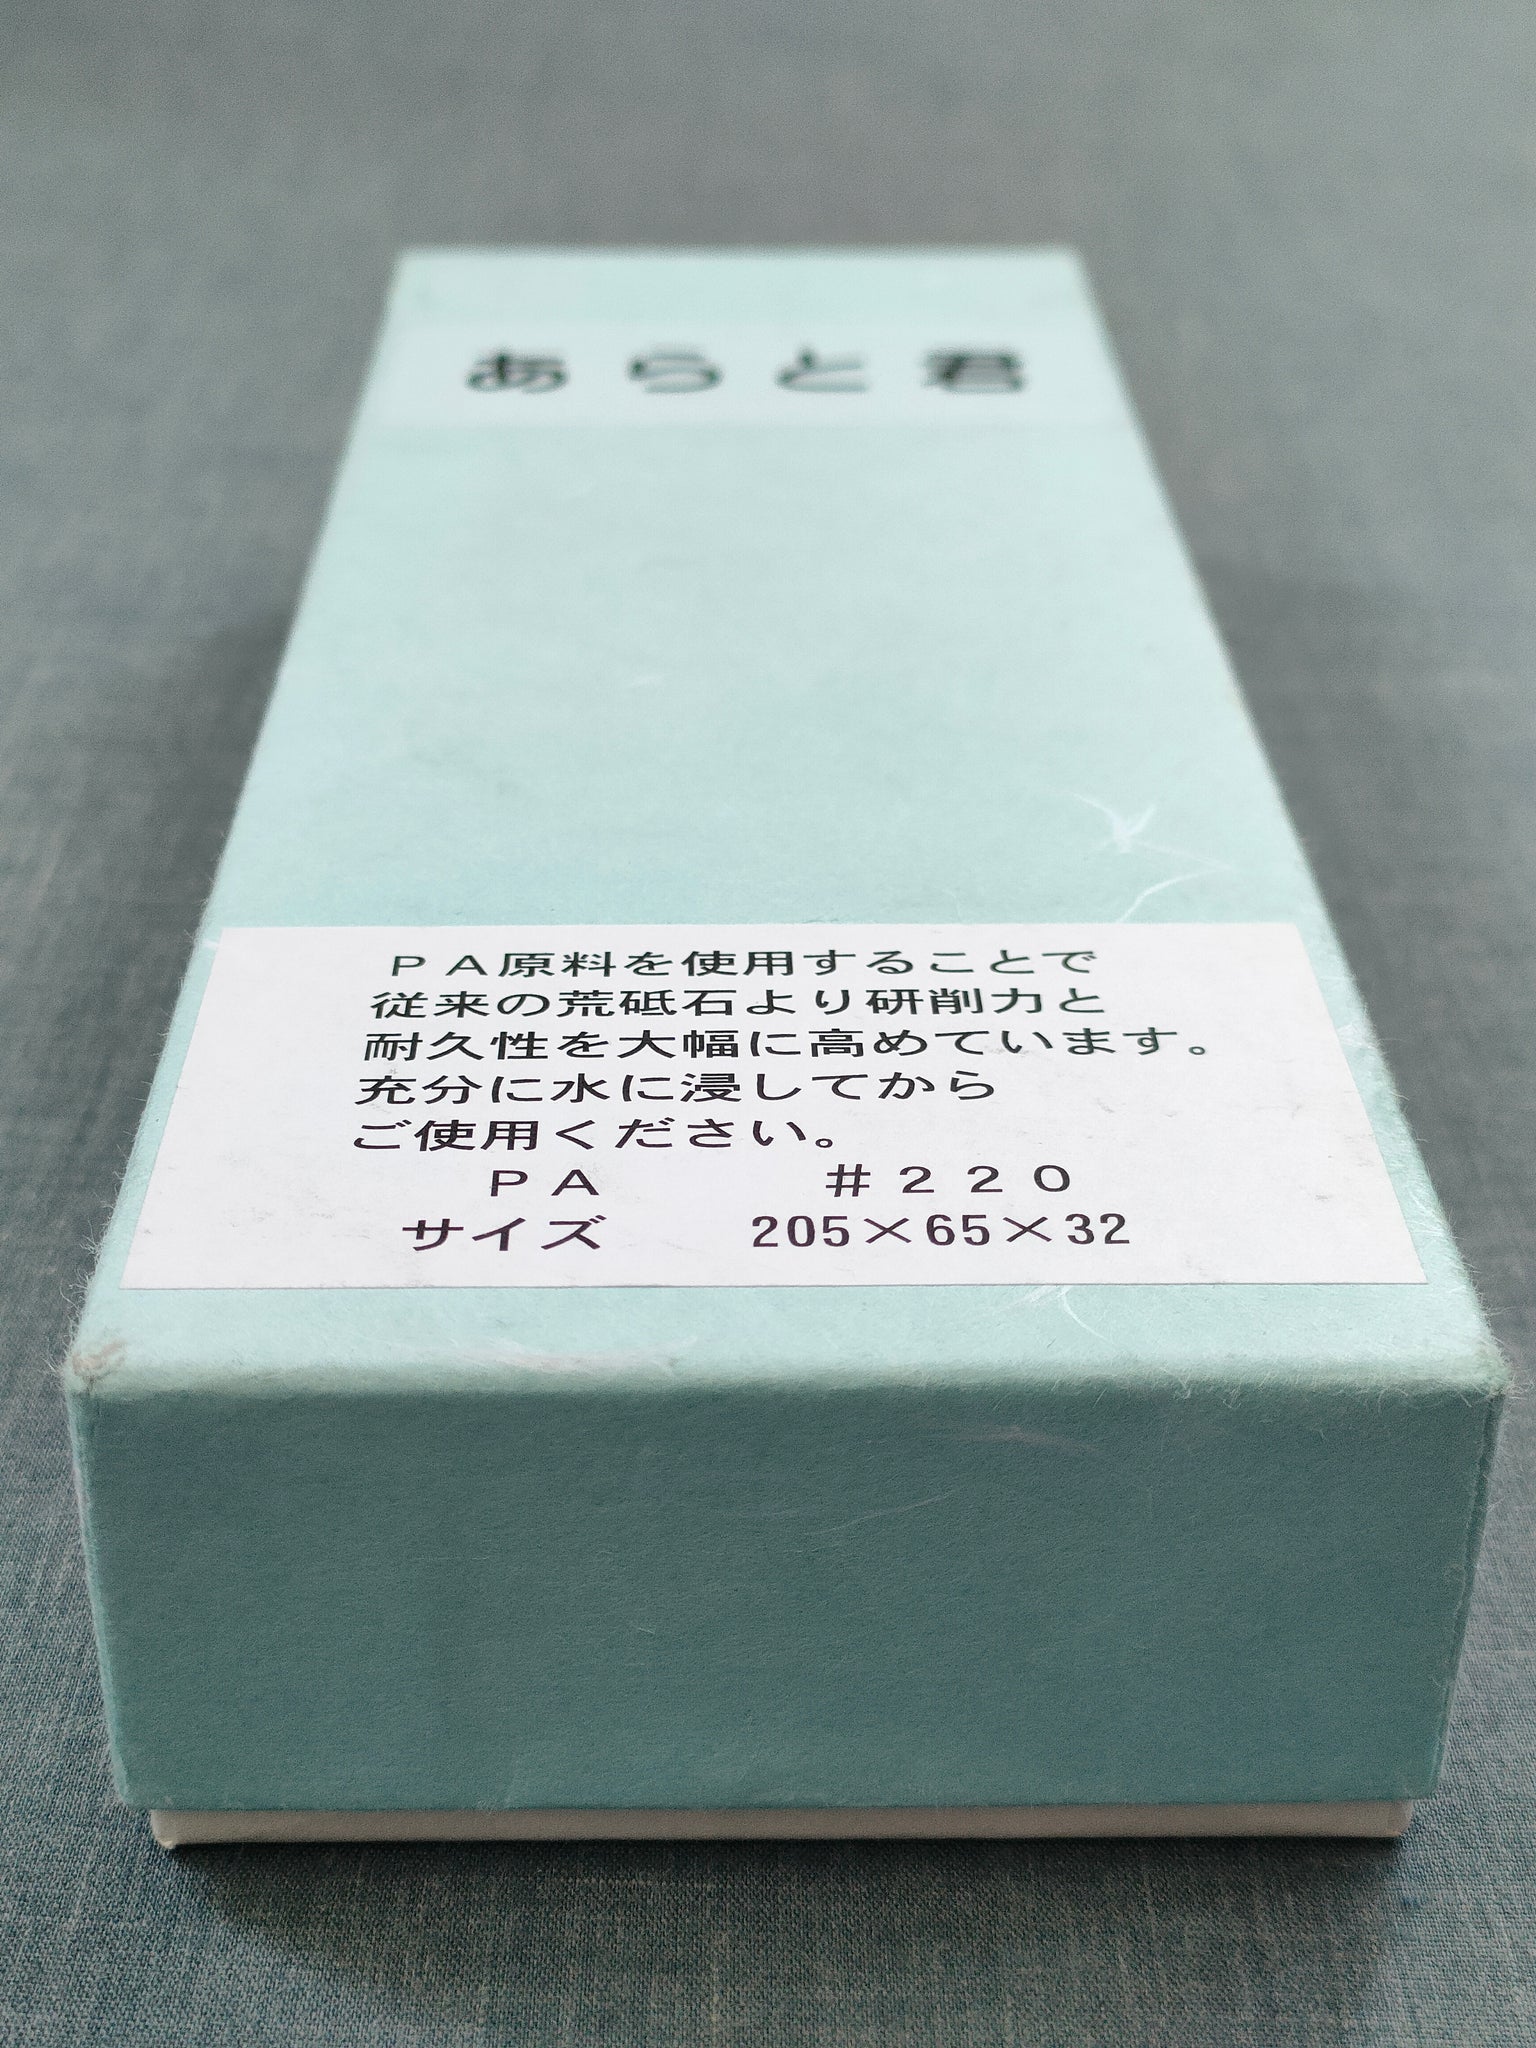 あらと君
ＰＡ原料を使用することで
従来の荒砥石より研削力と
耐久性を大幅に高めています。
充分に水に浸してから
ご使用ください。
ＰＡ　　＃２２０
サイズ　　205×65×32